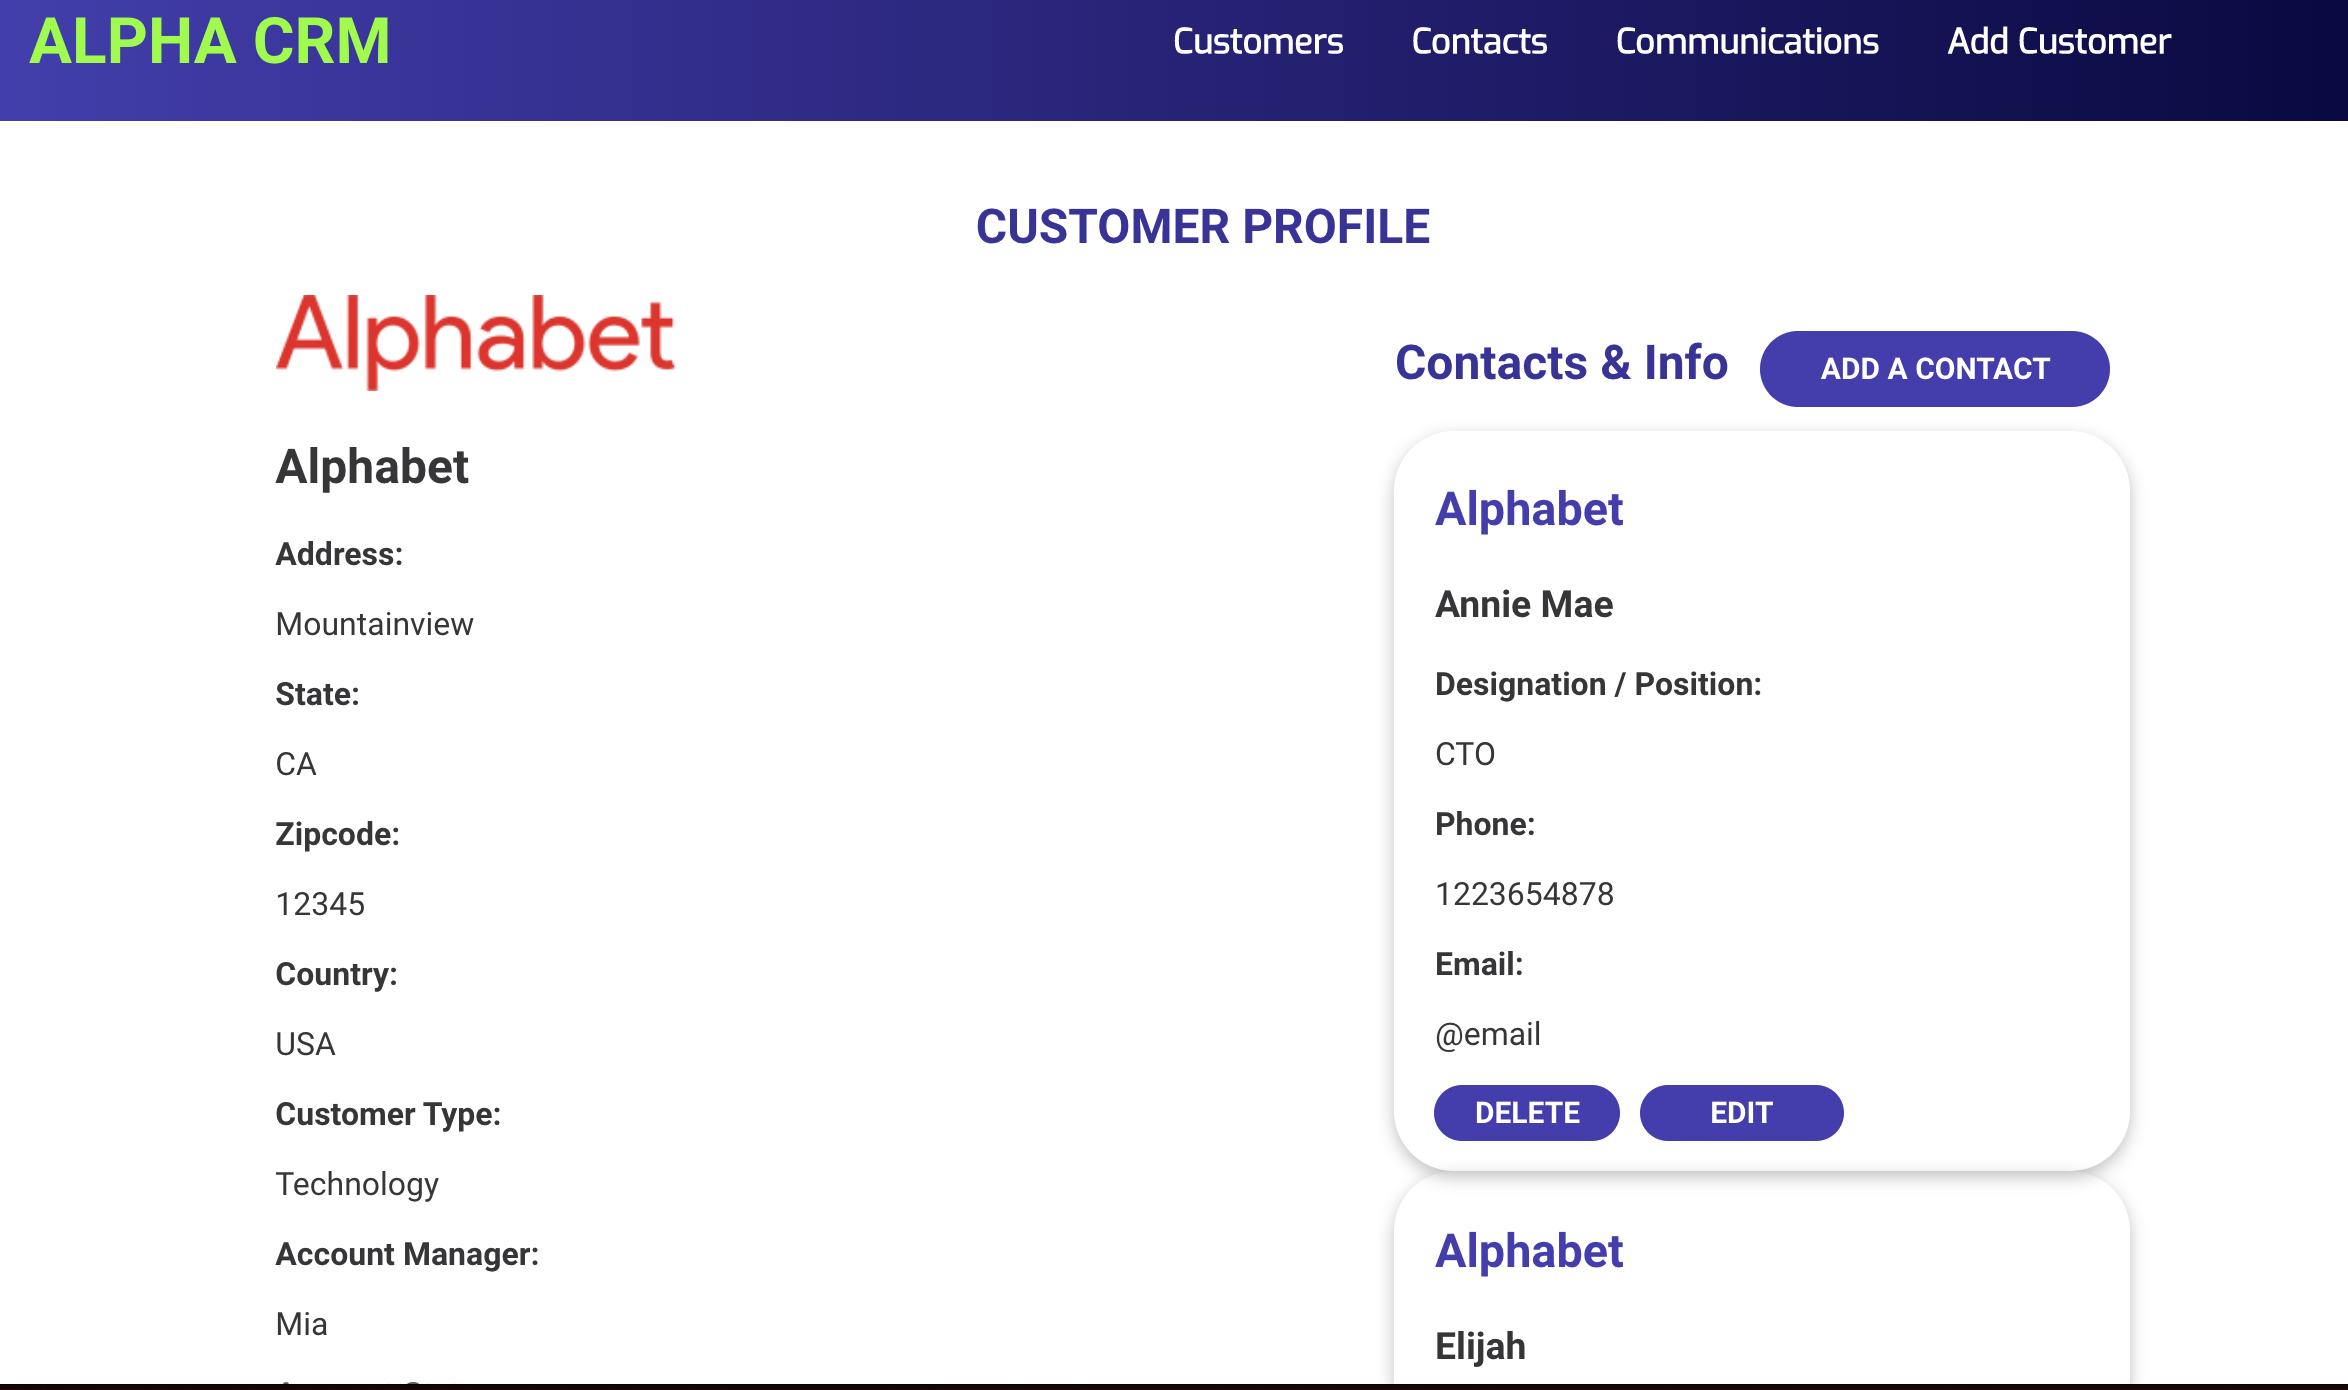 ALPHA CRM
Customers Contacts Communications Add Customer
CUSTOMER PROFILE
Alphabet
Alphabet
Address:
Mountainview
State:
CA
Zipcode:
12345
Country:
USA
Customer Type:
Technology
Account Manager:
Mia
Contacts & Info
ADD A CONTACT
Alphabet
Annie Mae
Designation / Position:
CTO
Phone:
1223654878
Email:
@email
DELETE EDIT
Alphabet
Elijah